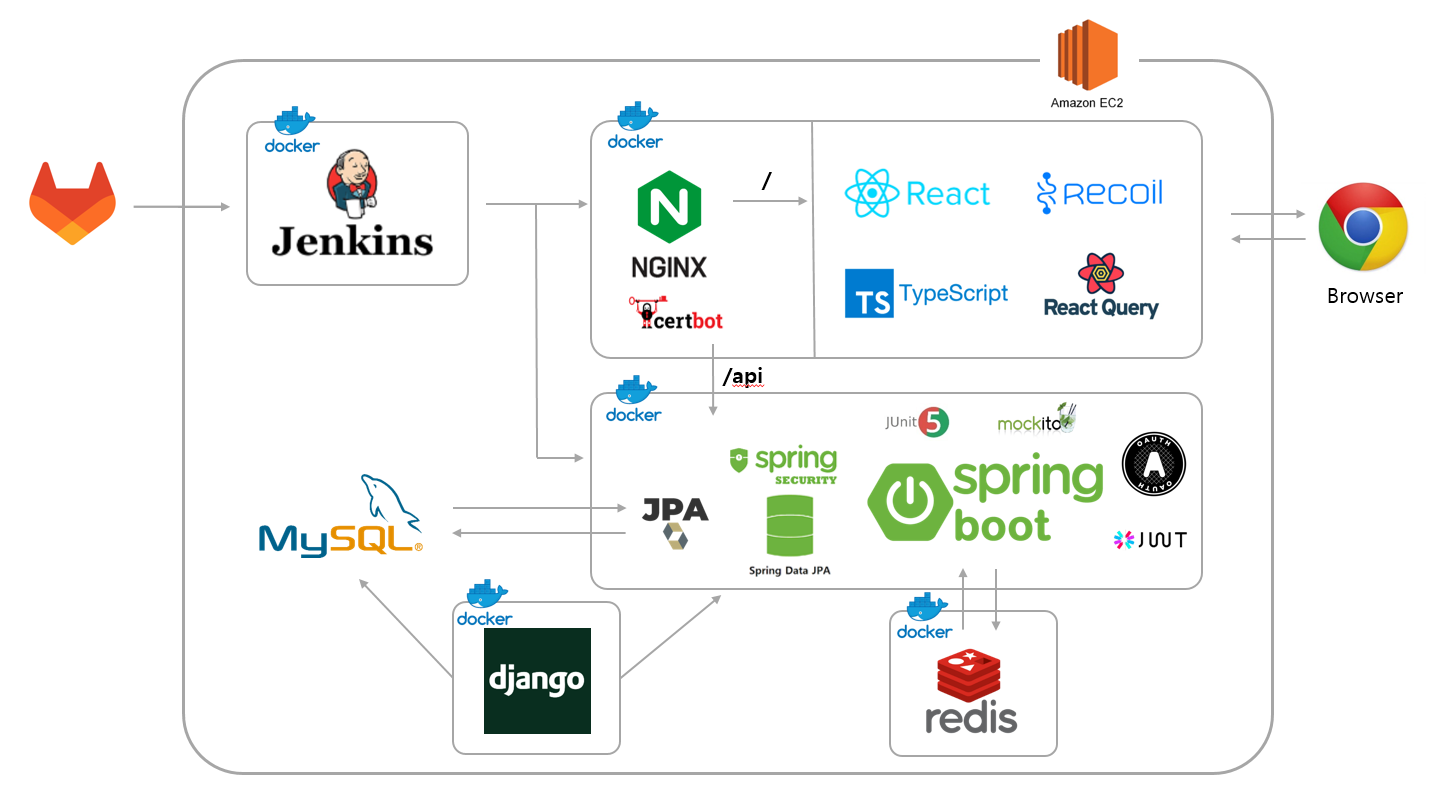 Amazon EC2
docker
Jenkins
docker
N
NGINX
certbot
/
React
RECOIL
TS TypeScript
React Query
Browser
/api
docker
JUnit 5
mockito
spring
SECURITY
spring
boot
OAUTH
A
OAUTH
JPA
Spring Data JPA
JWT
MySQL®
docker
django
docker
redis